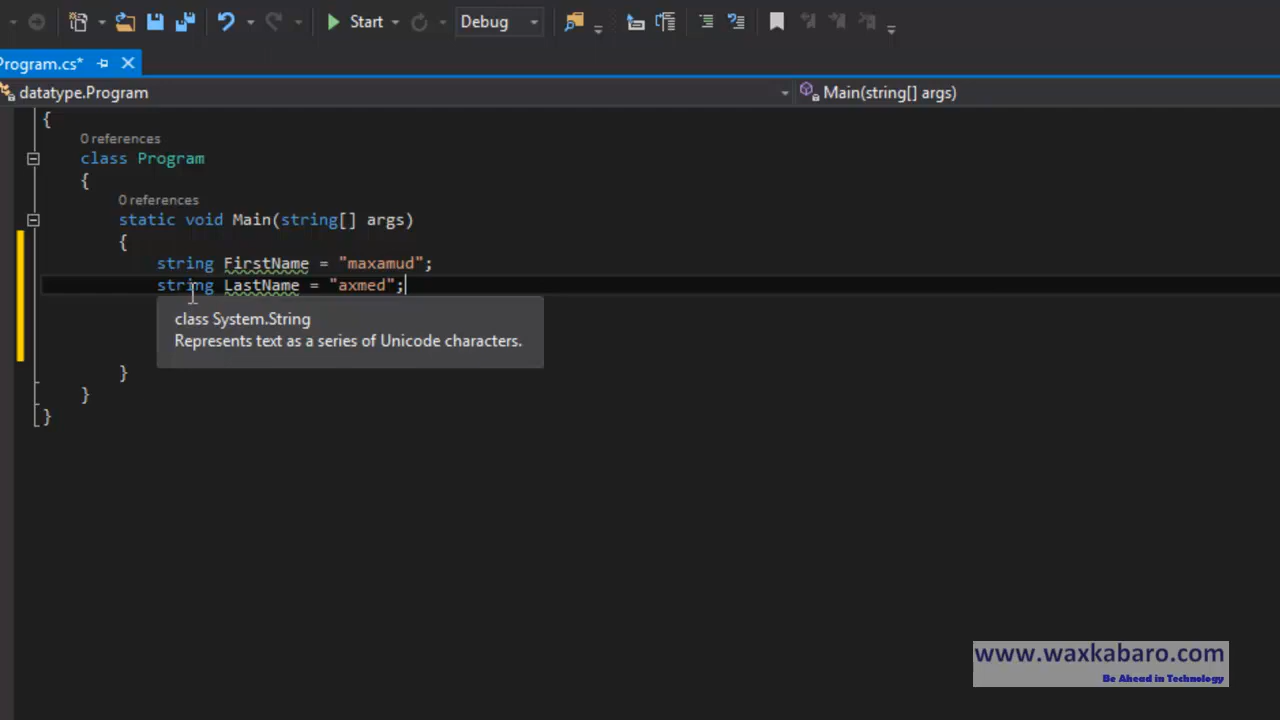 Start Debug
Program.cs*
datatype.Program Main(string[] args)
{
0 references
class Program
{
0 references
static void Main(string[] args)
{
string FirstName = "maxamud";
string LastName = "axmed";
class System.String
Represents text as a series of Unicode characters.
}
}
}
www.waxkabaro.com
Be Ahead in Technology